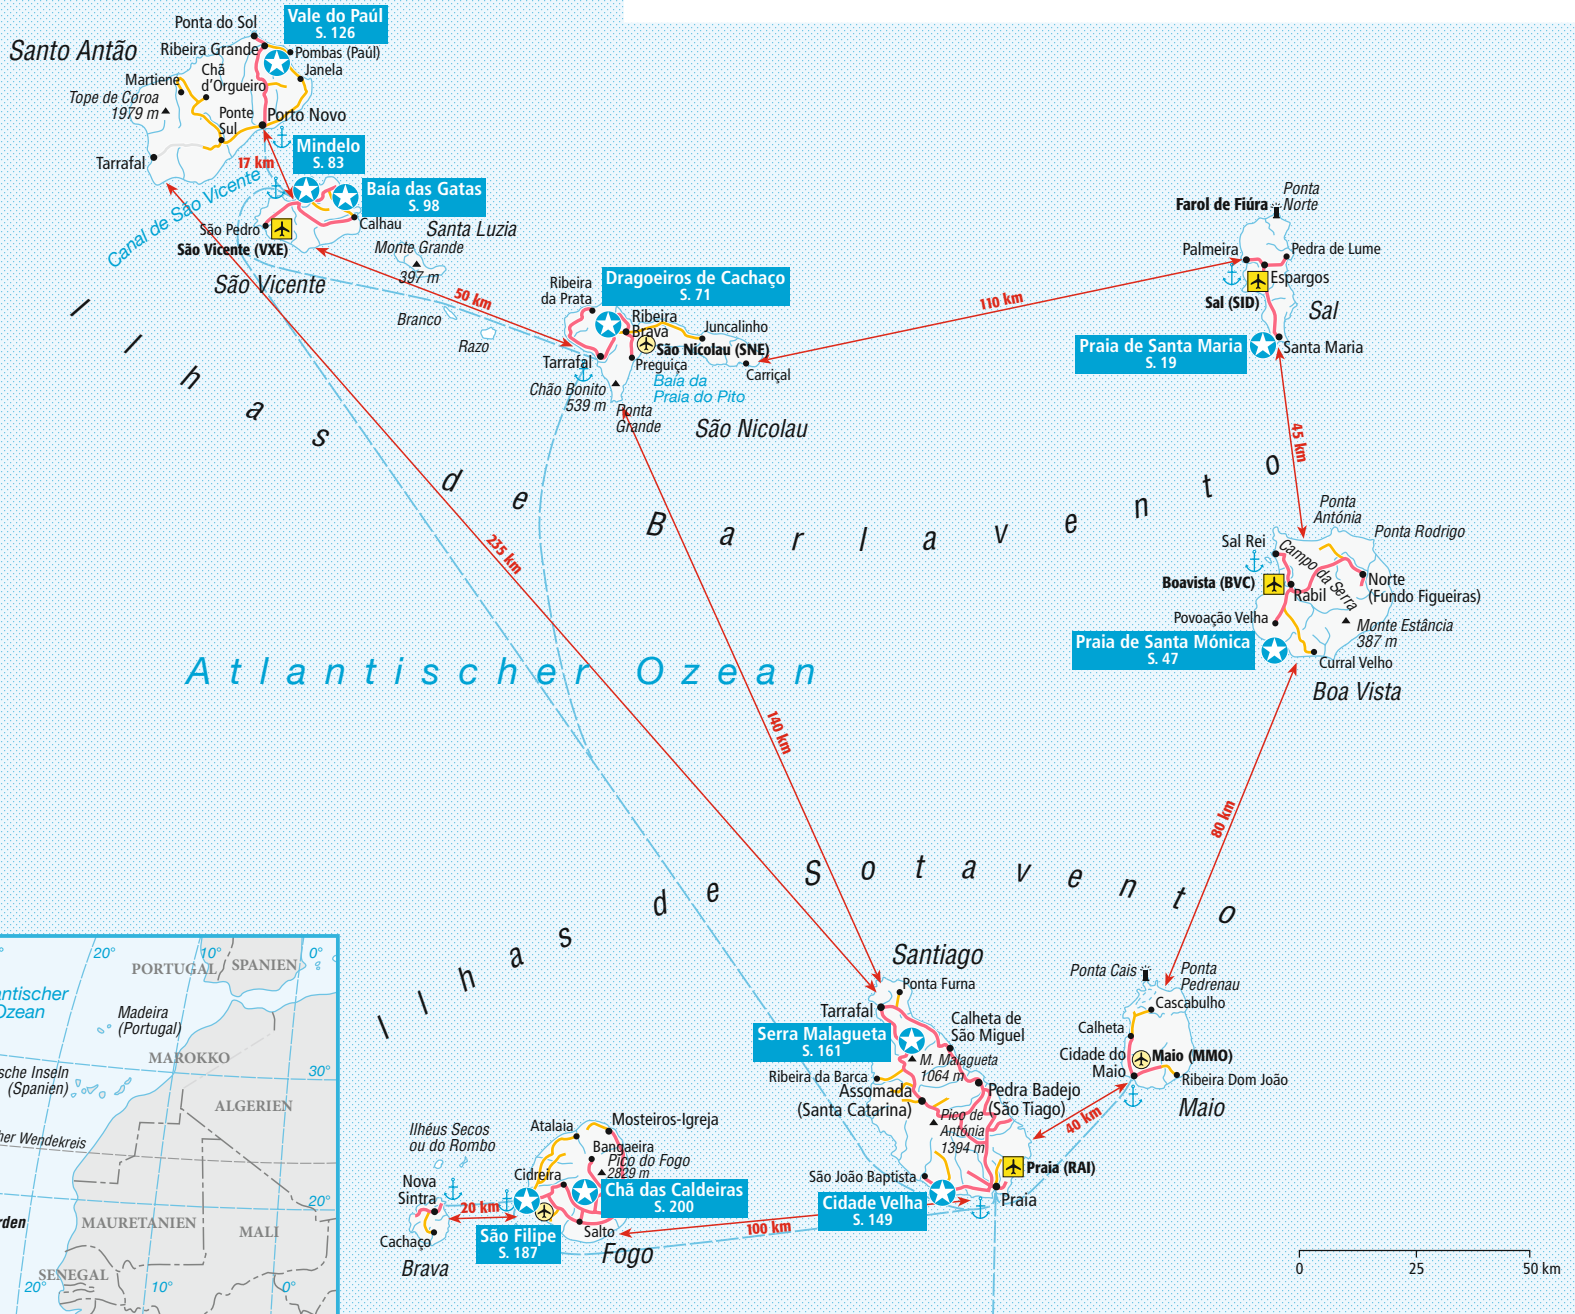 Santo Antão
Ponta do Sol
Vale do Paúl
S. 126
Ribeira Grande
Pombas (Paúl)
Janela
Chã
d'Orgueiro
Martiene
Tope de Coroa
1979 m
Ponte
Sul
Porto Novo
Tarrafal
17 km
Mindelo
S. 83
Baía das Gatas
S. 98
Canal de São Vicente
São Pedro
Calhau
São Vicente (VXE)
São Vicente
Santa Luzia
Monte Grande
397 m
50 km
Branco
Razo
Ribeira
da Prata
Dragoeiros de Cachaço
S. 71
Ribeira
Brava
Juncalinho
São Nicolau (SNE)
Tarrafal
Preguiça
Carriçal
Chão Bonito
539 m
Baía da
Praia do Pito
Ponta
Grande
São Nicolau
110 km
Ponta
Norte
Farol de Fiúra
Palmeira
Pedra de Lume
Espargos
Sal (SID)
Sal
Praia de Santa Maria
S. 19
Santa Maria
45 km
Ilhas de Barlavento
Ponta
Antónia
Ponta Rodrigo
Sal Rei
Campo da Serra
Boavista (BVC)
Rabil
Norte
(Fundo Figueiras)
Povoação Velha
Monte Estância
387 m
Praia de Santa Mónica
S. 47
Curral Velho
Boa Vista
235 km
Atlantischer Ozean
140 km
80 km
Ilhas de Sotavento
Santiago
Ponta Furna
Tarrafal
Calheta de
São Miguel
Serra Malagueta
S. 161
M. Malagueta
1064 m
Ribeira da Barca
Assomada
(Santa Catarina)
Pedra Badejo
(São Tiago)
Pico de
Antónia
1394 m
São João Baptista
Praia (RAI)
Praia
Cidade Velha
S. 149
40 km
Ponta Cais
Ponta
Pedrenau
Cascabulho
Calheta
Cidade do
Maio
Maio (MMO)
Ribeira Dom João
Maio
Ilhéus Secos
ou do Rombo
Atalaia
Mosteiros-Igreja
Bangaeira
Pico do Fogo
2829 m
Cidreira
Chã das Caldeiras
S. 200
São Filipe
S. 187
Salto
Fogo
100 km
Nova
Sintra
20 km
Cachaço
Brava
0 25 50 km
20° 10° 0°
PORTUGAL
SPANIEN
antischer
Ozean
Madeira
(Portugal)
MAROKKO
sche Inseln
(Spanien)
30°
ALGERIEN
her Wendekreis
20°
rden
MAURETANIEN
MALI
SENEGAL
20° 10° 0°